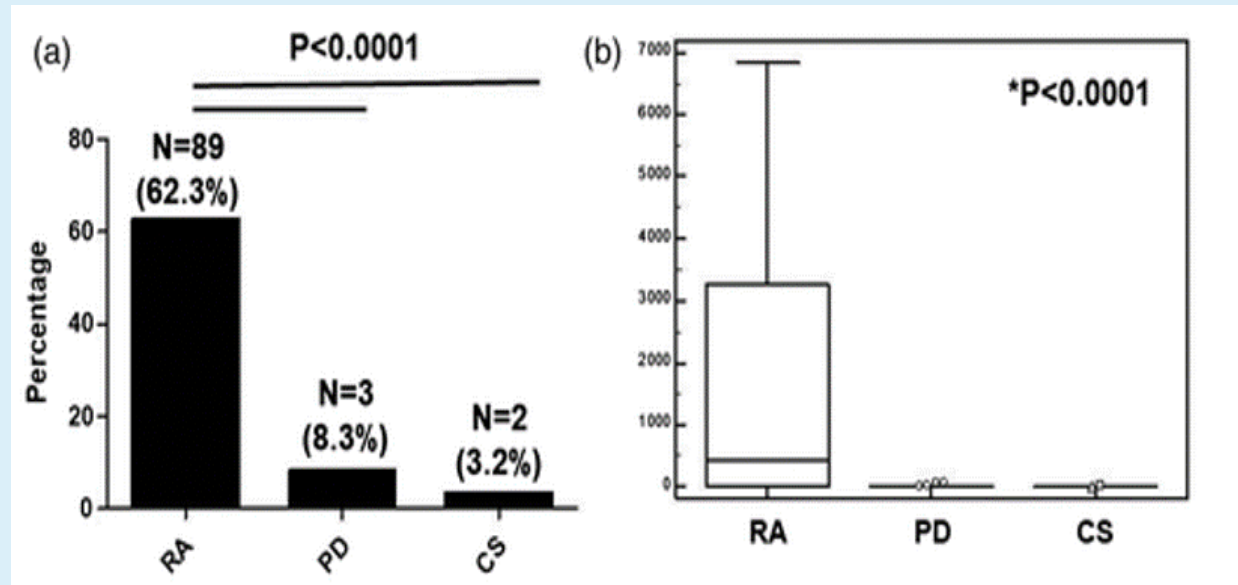 (a)
P<0.0001
Percentage
80
60
40
20
0
N=89
(62.3%)
N=3
(8.3%)
N=2
(3.2%)
RA
PD
CS
(b)
*P<0.0001
7000
6000
5000
4000
3000
2000
1000
0
RA
PD
CS